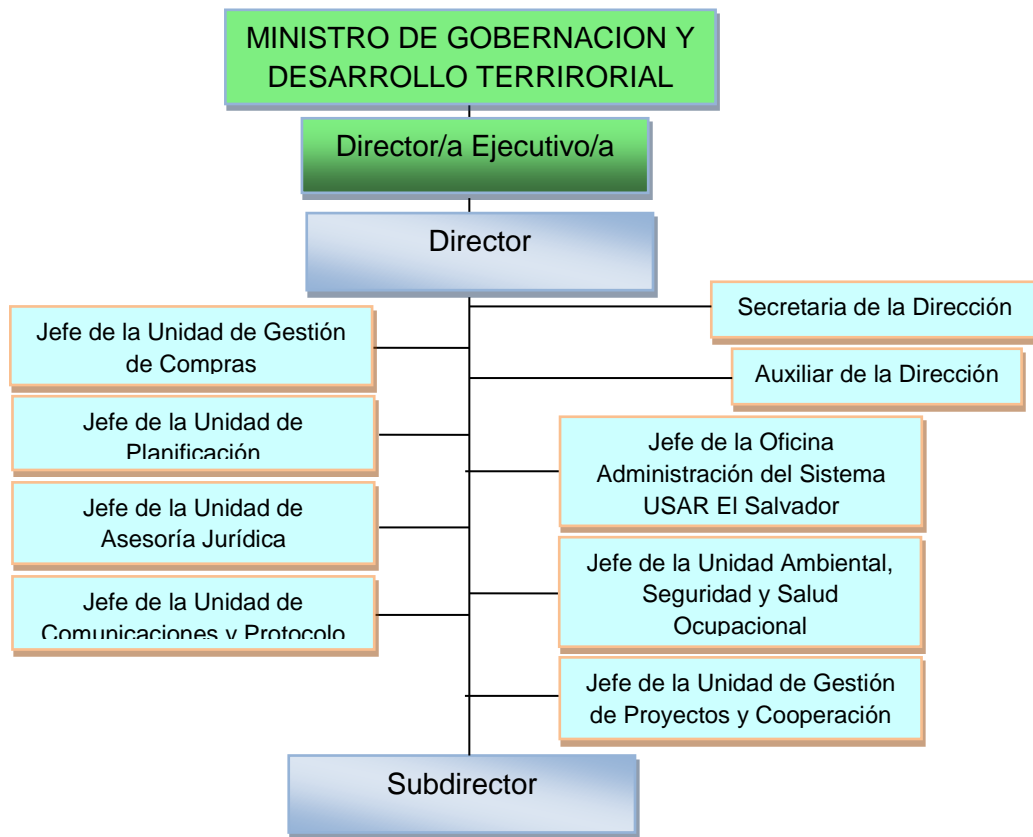 MINISTRO DE GOBERNACION Y
DESARROLLO TERRIRORIAL
Director/a Ejecutivo/a
Director
Secretaria de la Dirección
Jefe de la Unidad de Gestión
de Compras
Auxiliar de la Dirección
Jefe de la Unidad de
Planificación
Jefe de la Oficina
Administración del Sistema
USAR El Salvador
Jefe de la Unidad de
Asesoría Jurídica
Jefe de la Unidad Ambiental,
Seguridad y Salud
Ocupacional
Jefe de la Unidad de
Comunicaciones y Protocolo
Jefe de la Unidad de Gestión
de Proyectos y Cooperación
Subdirector